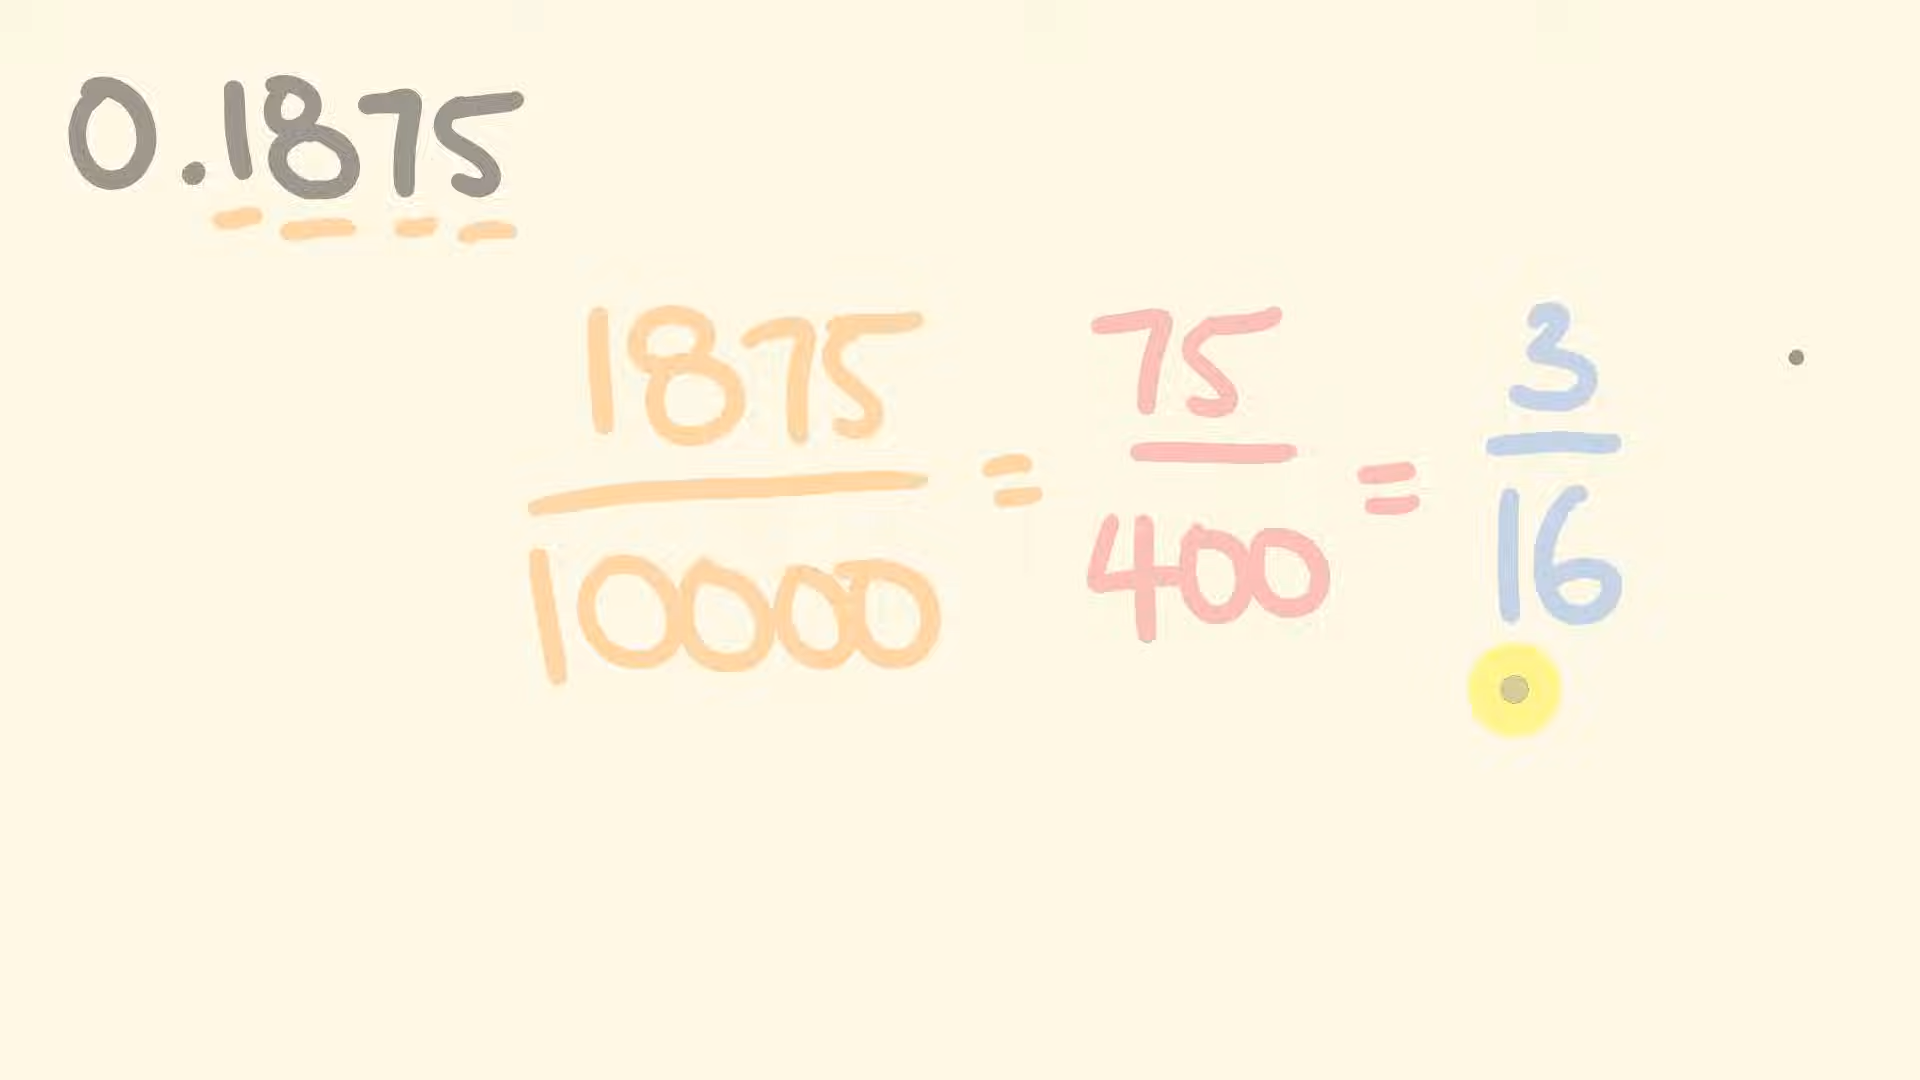 0.1875
1875/10000 = 75/400 = 3/16